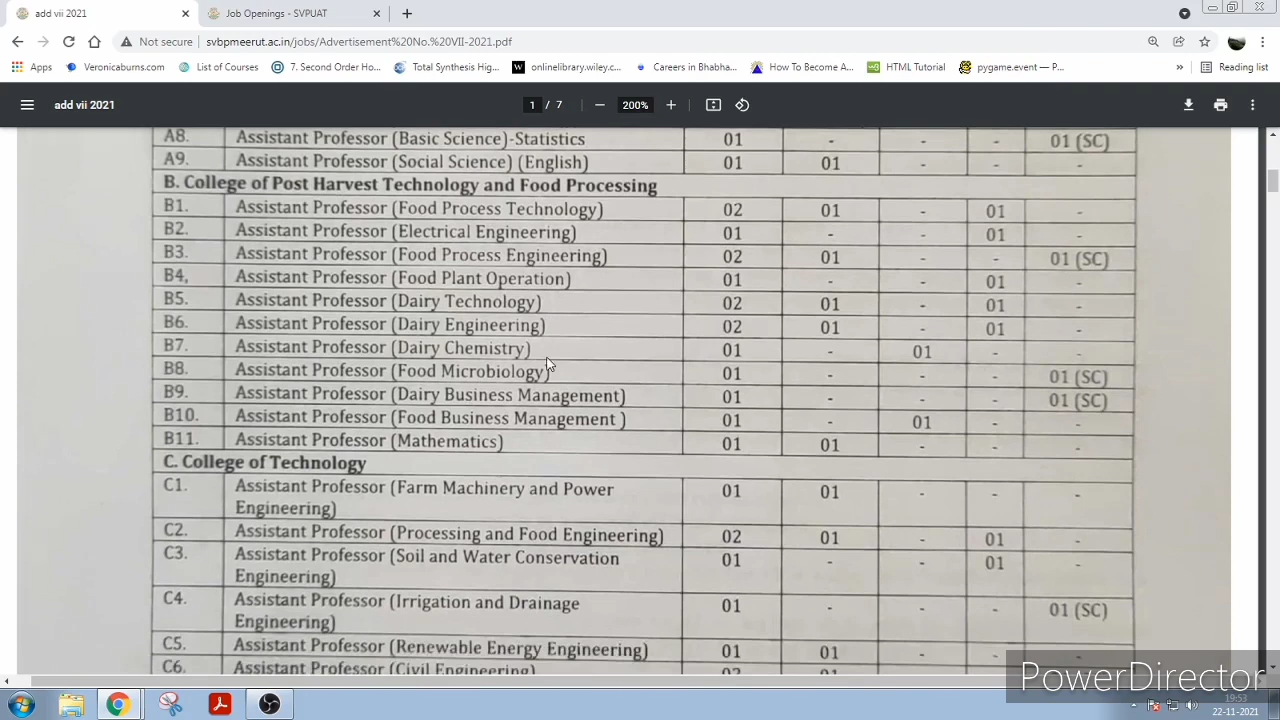 add vii 2021
Job Openings - SVPUAT
Not secure | svbpmeerut.ac.in/jobs/Advertisement%20No.%20VII-2021.pdf
Apps Veronicaburns.com List of Courses 7. Second Order Ho... Total Synthesis Hig... onlinelibrary.wiley.c... Careers in Bhabha... How To Become A... HTML Tutorial pygame.event — P... » Reading list
add vii 2021 1 / 7 200%
A8. Assistant Professor (Basic Science)-Statistics 01 - - - 01 (SC)
A9. Assistant Professor (Social Science) (English) 01 01 - - -
B. College of Post Harvest Technology and Food Processing
B1. Assistant Professor (Food Process Technology) 02 01 - 01 -
B2. Assistant Professor (Electrical Engineering) 01 - - 01 -
B3. Assistant Professor (Food Process Engineering) 02 01 - - 01 (SC)
B4, Assistant Professor (Food Plant Operation) 01 - - 01 -
B5. Assistant Professor (Dairy Technology) 02 01 - 01 -
B6. Assistant Professor (Dairy Engineering) 02 01 - 01 -
B7. Assistant Professor (Dairy Chemistry) 01 - 01 - -
B8. Assistant Professor (Food Microbiology) 01 - - - 01 (SC)
B9. Assistant Professor (Dairy Business Management) 01 - - - 01 (SC)
B10. Assistant Professor (Food Business Management ) 01 - 01 - -
B11. Assistant Professor (Mathematics) 01 01 - - -
C. College of Technology
C1. Assistant Professor (Farm Machinery and Power 01 01 - - -
Engineering)
C2. Assistant Professor (Processing and Food Engineering) 02 01 - 01 -
C3. Assistant Professor (Soil and Water Conservation 01 - - 01 -
Engineering)
C4. Assistant Professor (Irrigation and Drainage 01 - - - 01 (SC)
Engineering)
C5. Assistant Professor (Renewable Energy Engineering) 01 01 - - -
C6. Assistant Professor (Civil Engineering) 02 01
PowerDirector
19:53
22-11-2021